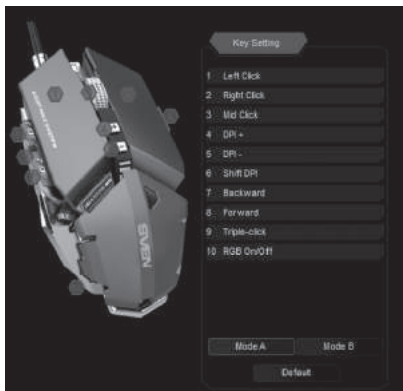 Key Setting
1 Left Click
2 Right Click
3 Mid Click
4 DPI +
5 DPI -
6 Shift DPI
7 Backward
8 Forward
9 Triple-click
10 RGB On/Off
Mode A Mode B
Default
SVEN